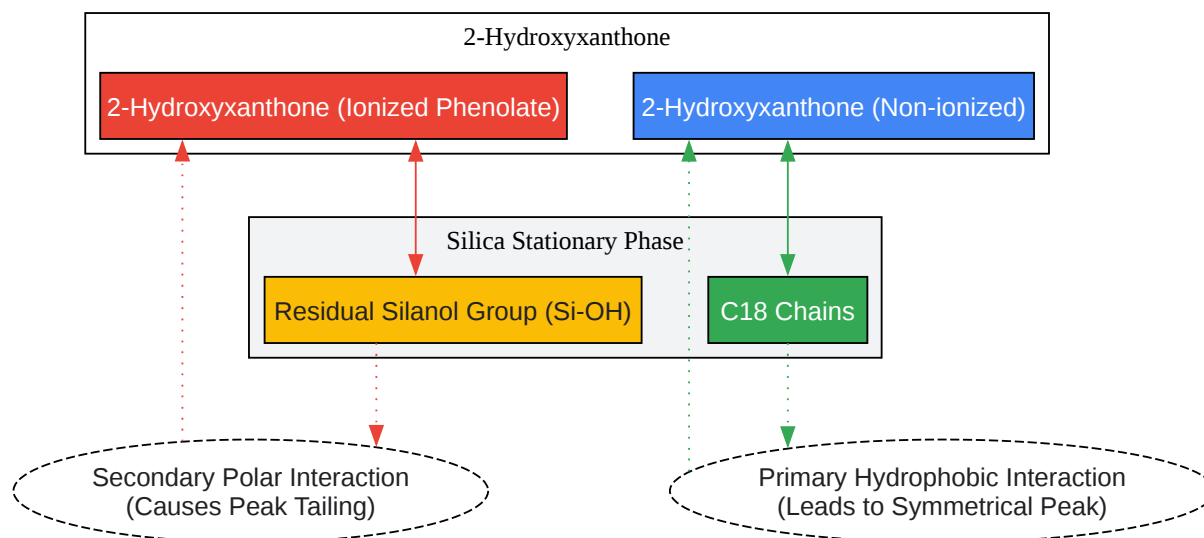 2-Hydroxyxanthone
2-Hydroxyxanthone (Ionized Phenolate)
2-Hydroxyxanthone (Non-ionized)
Silica Stationary Phase
Residual Silanol Group (Si-OH)
C18 Chains
Secondary Polar Interaction
(Causes Peak Tailing)
Primary Hydrophobic Interaction
(Leads to Symmetrical Peak)